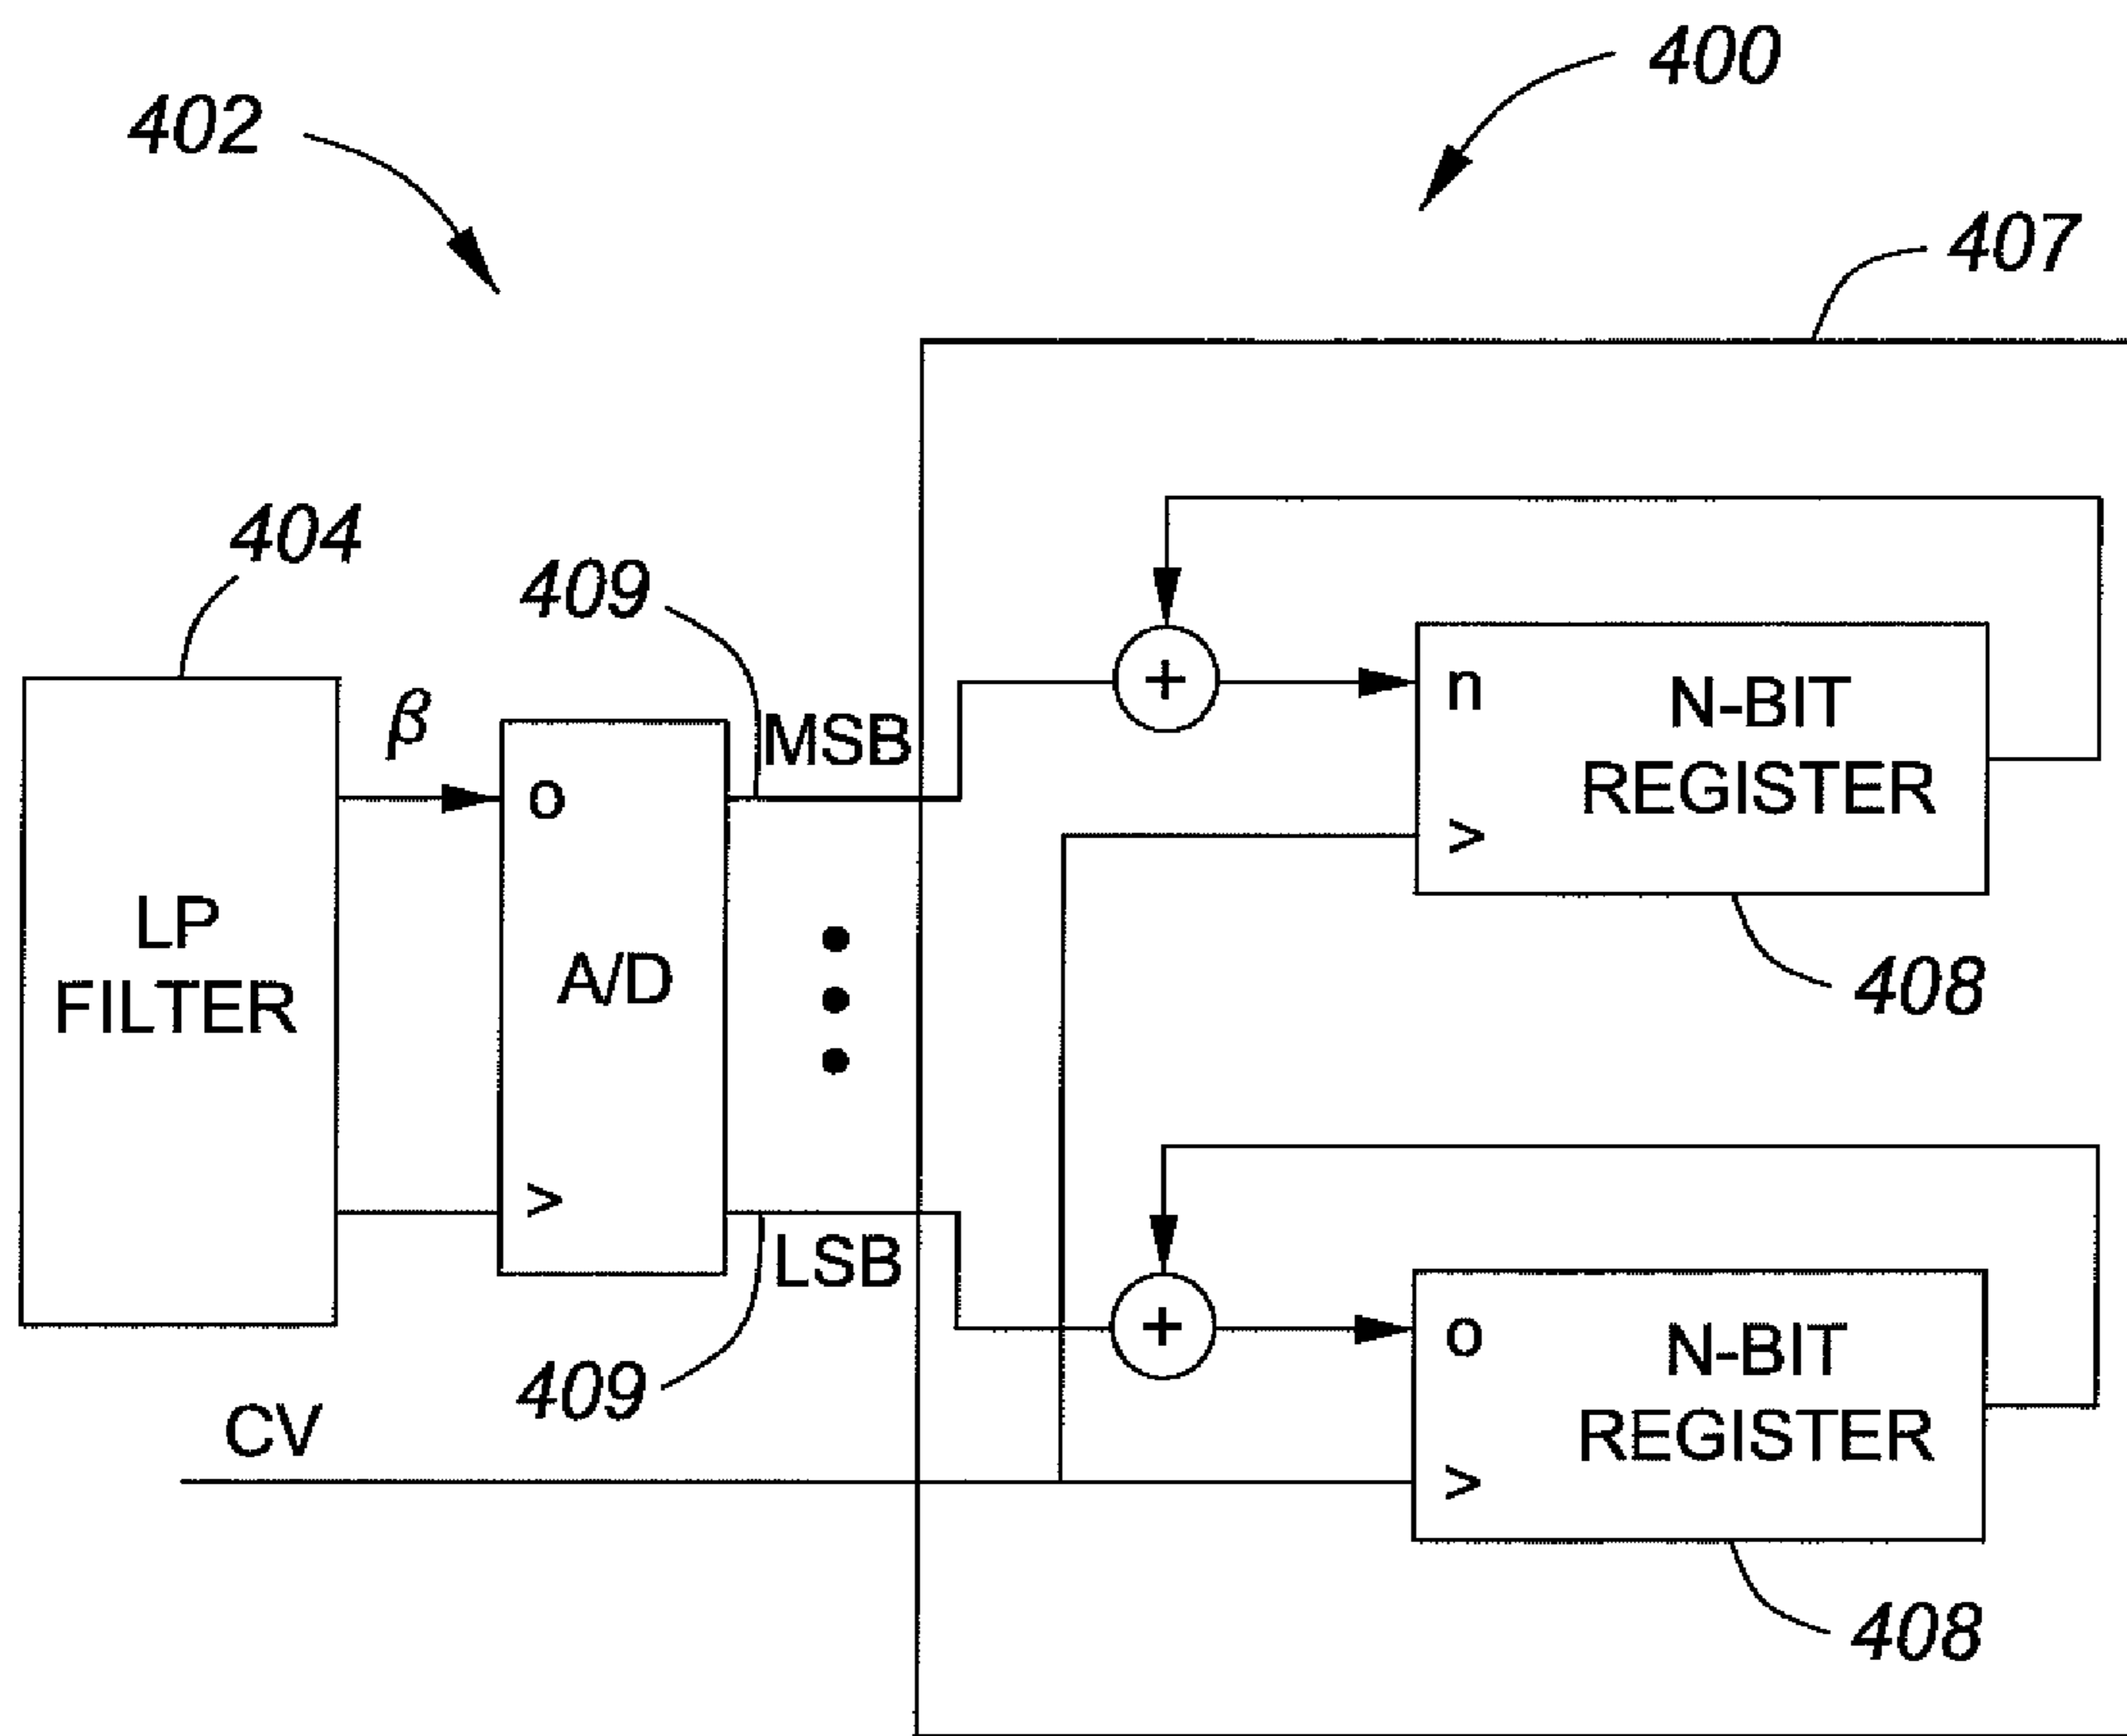 400
402
407
404
409
β
MSB
n
N-BIT
REGISTER
>
o
LP
FILTER
A/D
408
>
LSB
409
o
N-BIT
REGISTER
>
CV
408
+
+